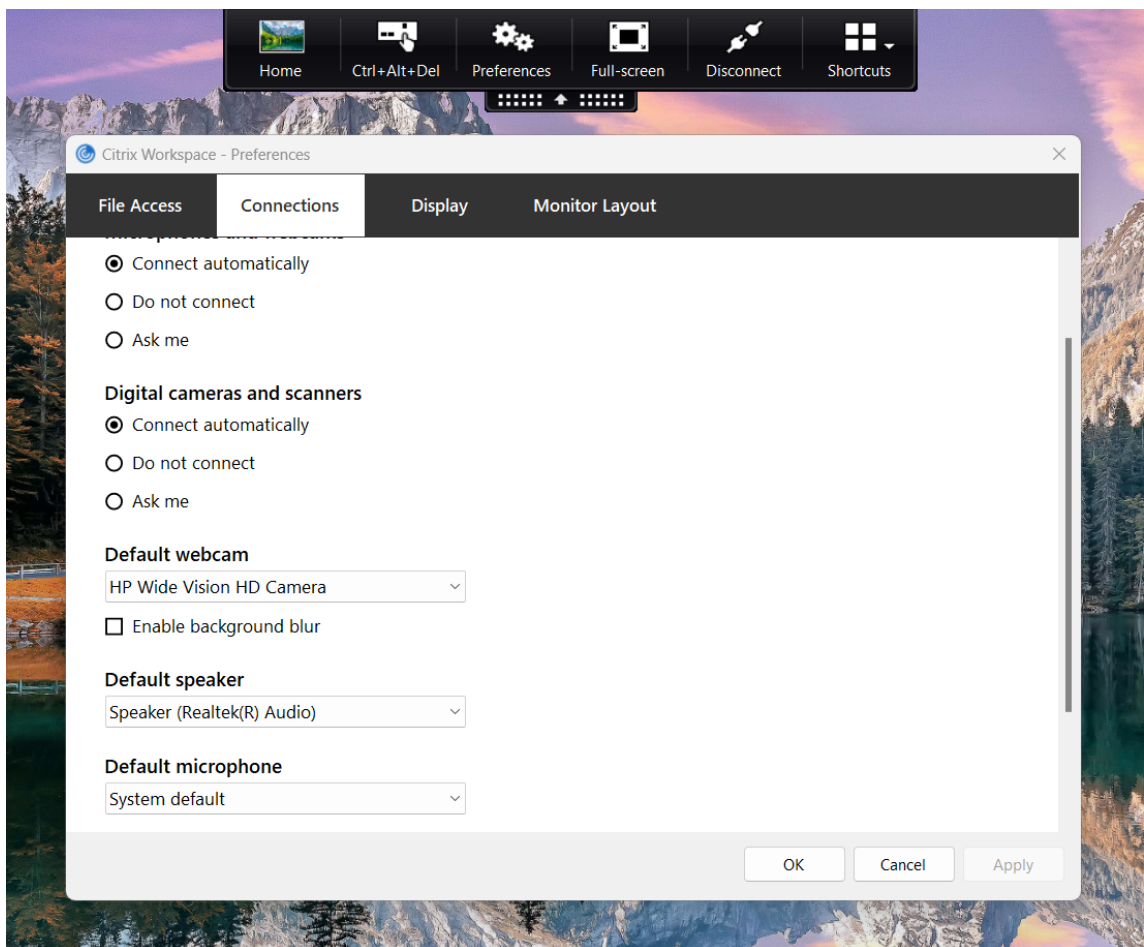 Home
Ctrl+Alt+Del
Preferences
Full-screen
Disconnect
Shortcuts
Citrix Workspace - Preferences
File Access
Connections
Display
Monitor Layout
Microphones and webcams
Connect automatically
Do not connect
Ask me
Digital cameras and scanners
Connect automatically
Do not connect
Ask me
Default webcam
HP Wide Vision HD Camera
Enable background blur
Default speaker
Speaker (Realtek(R) Audio)
Default microphone
System default
OK
Cancel
Apply